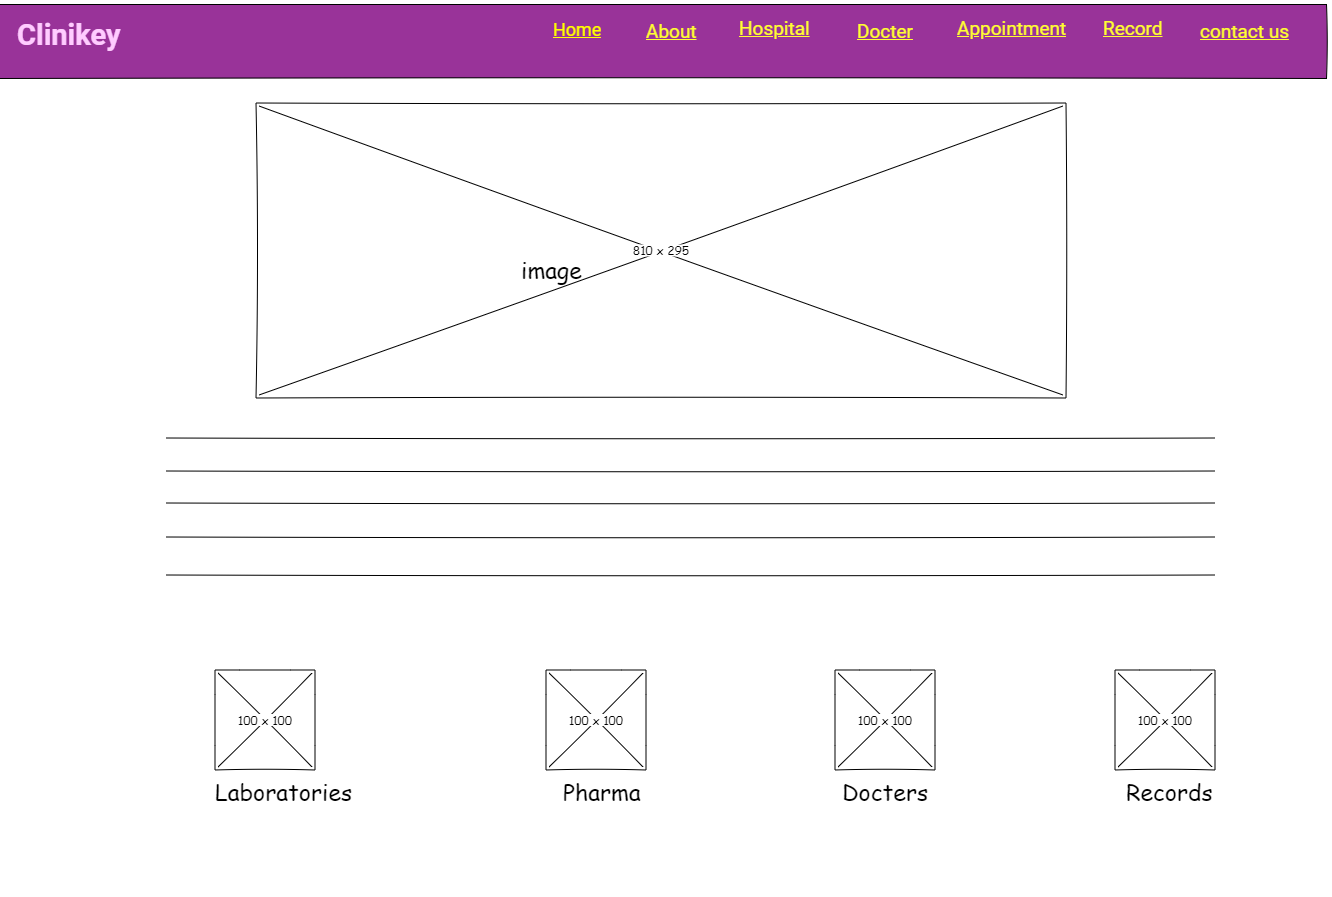 Clinikey Home About Hospital Docter Appointment Record contact us
810 x 295
image
100 x 100 100 x 100 100 x 100 100 x 100
Laboratories Pharma Docters Records